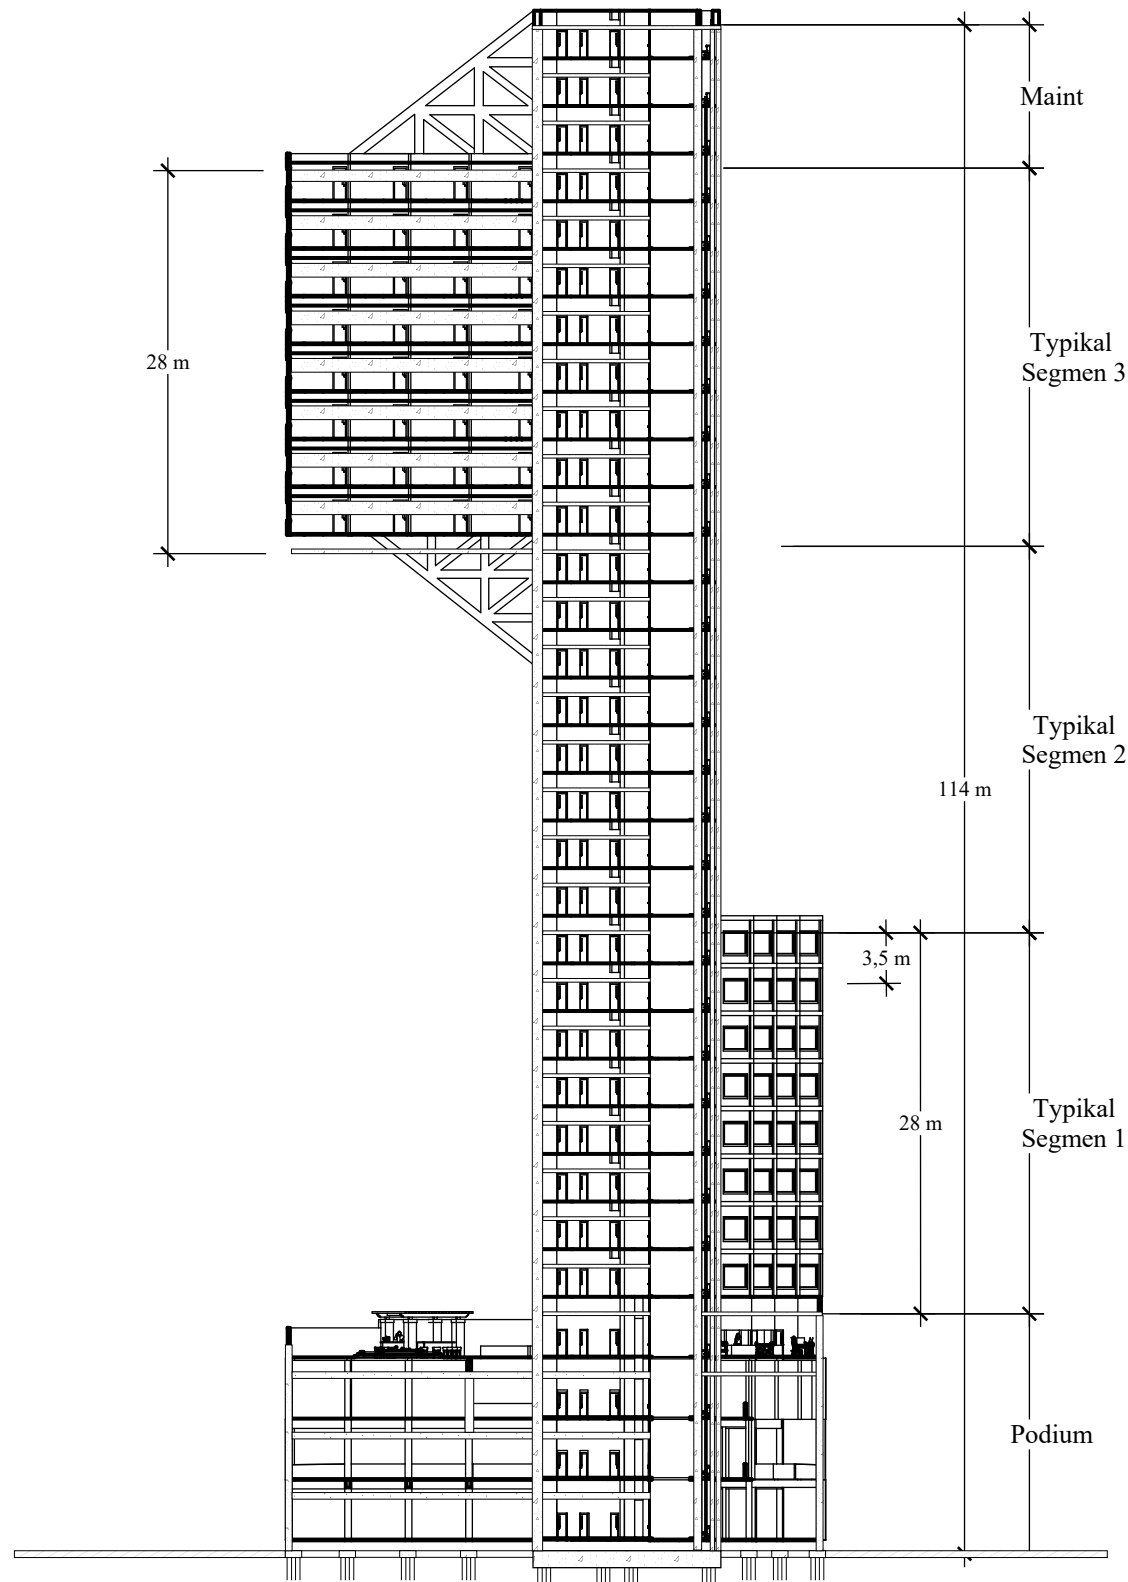 Maint
28 m
Typikal
Segmen 3
Typikal
Segmen 2
114 m
3,5 m
28 m
Typikal
Segmen 1
Podium